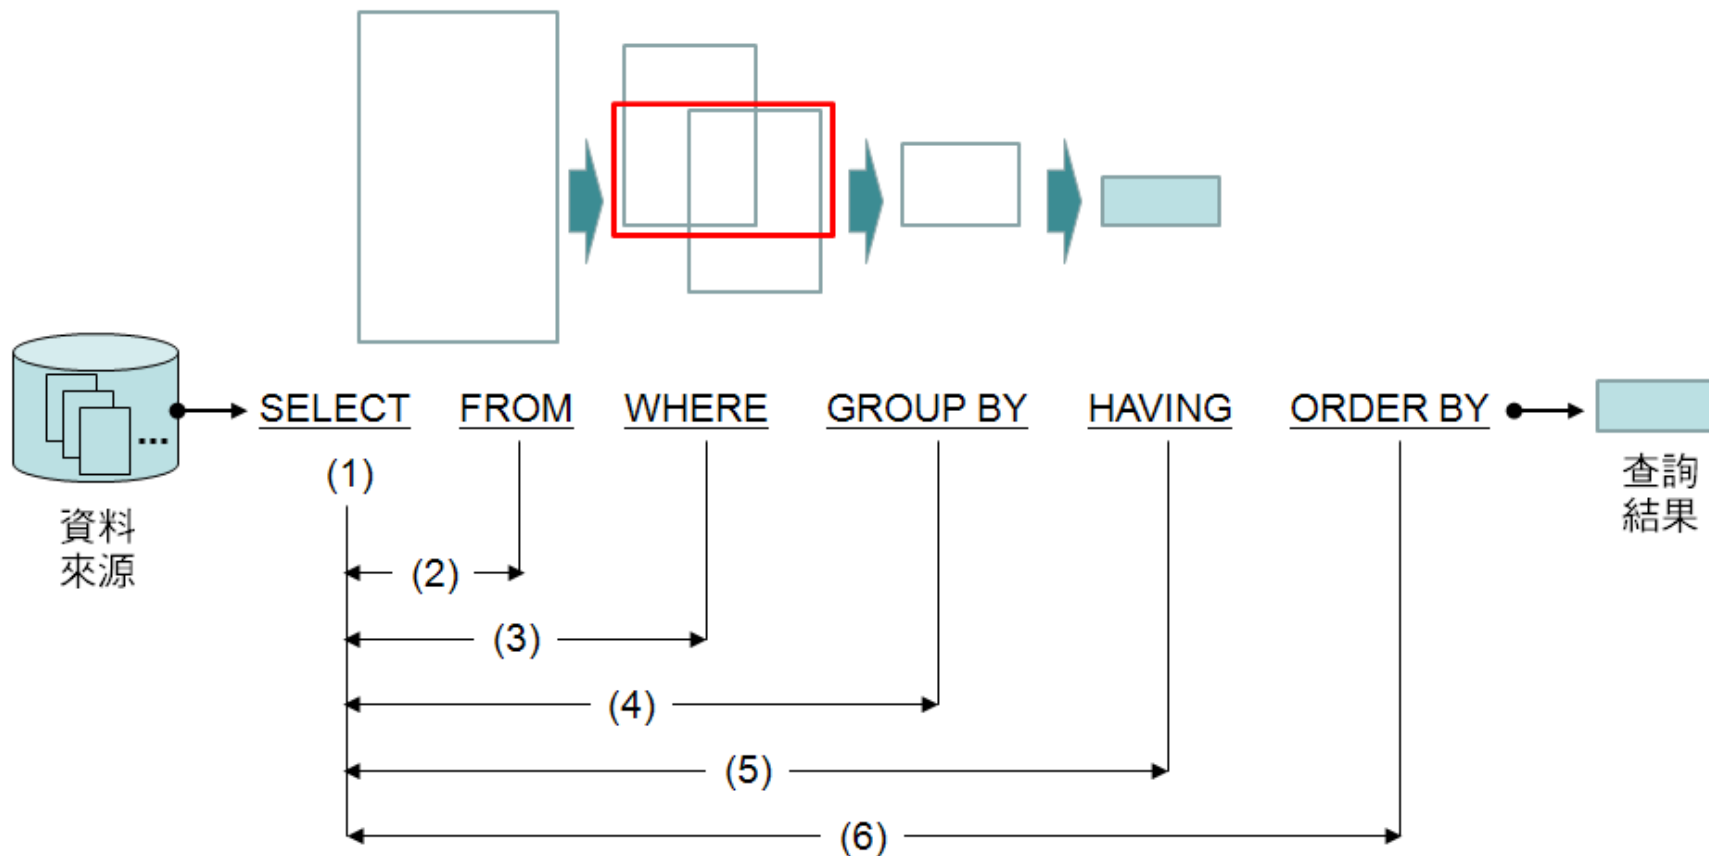 SELECT FROM WHERE GROUP BY HAVING ORDER BY
...
(1)
資料
來源
查詢
結果
(2)
(3)
(4)
(5)
(6)